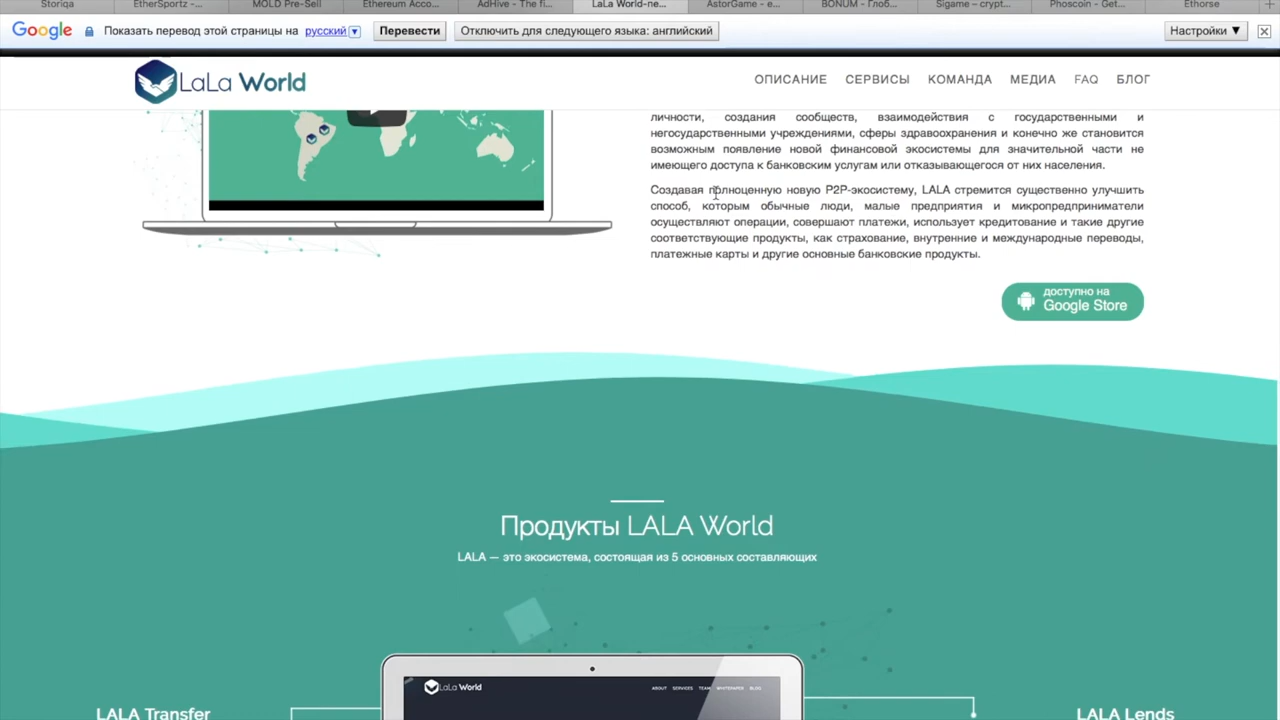 Storiqa EtherSportz -... MOLD Pre-Sell Ethereum Acco... AdHive - The fi... LaLa World-ne... AstorGame - e... BONUM - Глоб... Sigame – crypt... Phoscoin - Get... Ethorse
Google Показать перевод этой страницы на русский Перевести Отключить для следующего языка: английский Настройки
LaLa World ОПИСАНИЕ СЕРВИСЫ КОМАНДА МЕДИА FAQ БЛОГ
личности, создания сообществ, взаимодействия с государственными и
негосударственными учреждениями, сферы здравоохранения и конечно же становится
возможным появление новой финансовой экосистемы для значительной части не
имеющего доступа к банковским услугам или отказывающегося от них населения.
Создавая полноценную новую P2P-экосистему, LALA стремится существенно улучшить
способ, которым обычные люди, малые предприятия и микропредприниматели
осуществляют операции, совершают платежи, использует кредитование и такие другие
соответствующие продукты, как страхование, внутренние и международные переводы,
платежные карты и другие основные банковские продукты.
доступно на
Google Store
Продукты LALA World
LALA — это экосистема, состоящая из 5 основных составляющих
LaLa World ABOUT SERVICES TEAM WHITEPAPER BLOG
LALA Transfer LALA Lends